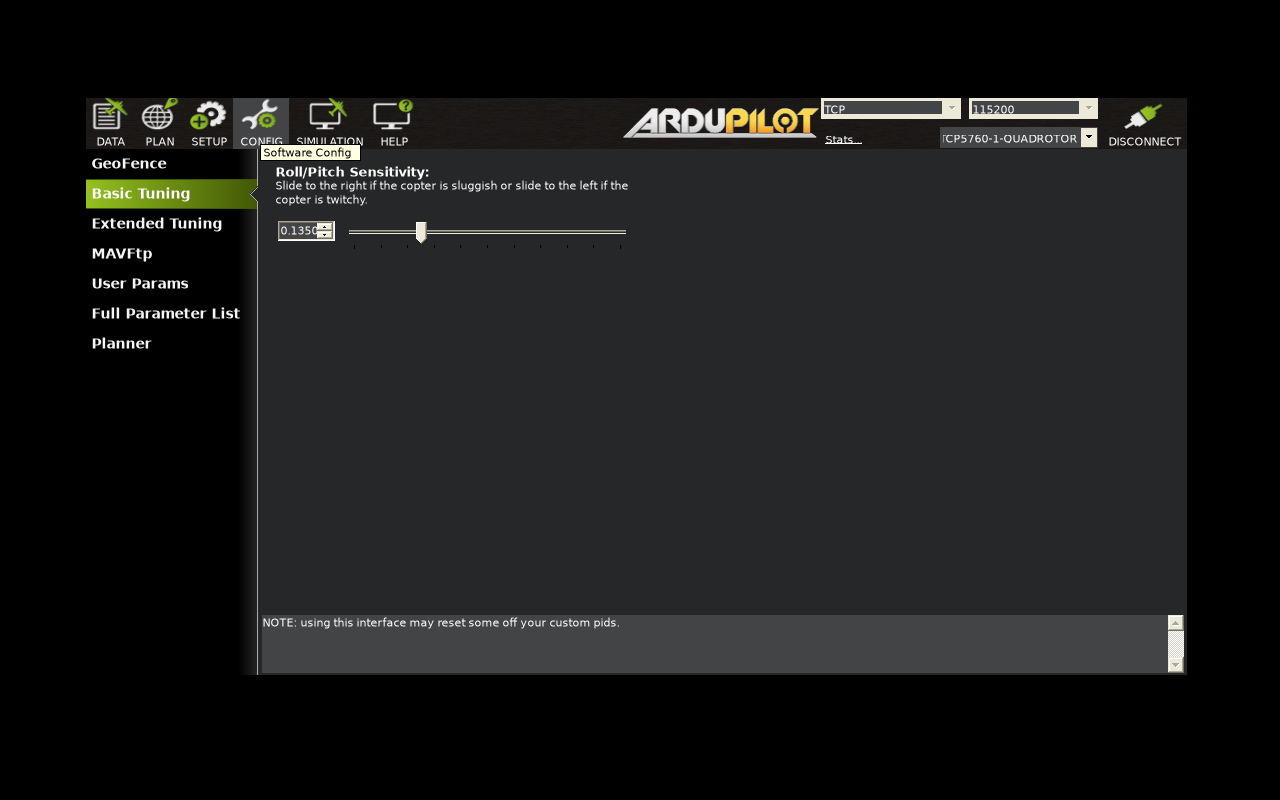 DATA
PLAN
SETUP
CONFIG
SIMULATION
HELP
ARDUPILOT
TCP
115200
Stats...
TCP5760-1-QUADROTOR
DISCONNECT
Software Config
GeoFence
Basic Tuning
Extended Tuning
MAVFtp
User Params
Full Parameter List
Planner
Roll/Pitch Sensitivity:
Slide to the right if the copter is sluggish or slide to the left if the
copter is twitchy.
0.1350
NOTE: using this interface may reset some off your custom pids.